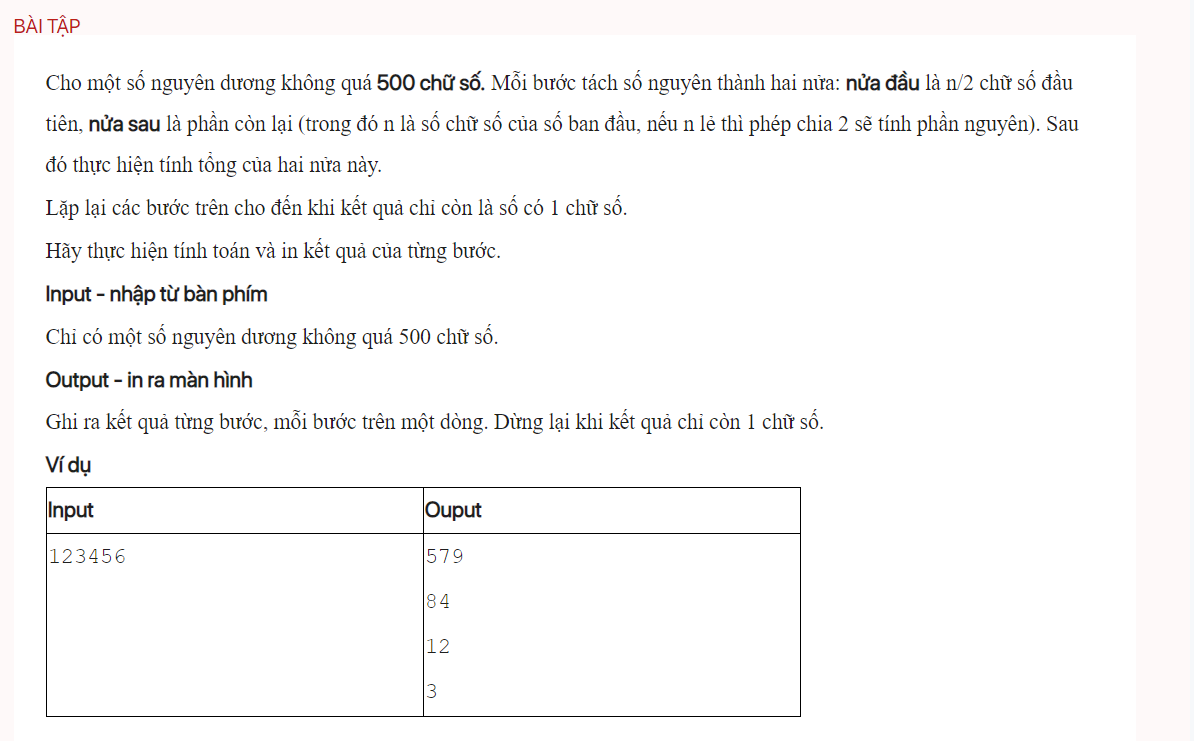 BÀI TẬP
Cho một số nguyên dương không quá 500 chữ số. Mỗi bước tách số nguyên thành hai nửa: nửa đầu là n/2 chữ số đầu
tiên, nửa sau là phần còn lại (trong đó n là số chữ số của số ban đầu, nếu n lẻ thì phép chia 2 sẽ tính phần nguyên). Sau
đó thực hiện tính tổng của hai nửa này.
Lặp lại các bước trên cho đến khi kết quả chỉ còn là số có 1 chữ số.
Hãy thực hiện tính toán và in kết quả của từng bước.
Input – nhập từ bàn phím
Chỉ có một số nguyên dương không quá 500 chữ số.
Output – in ra màn hình
Ghi ra kết quả từng bước, mỗi bước trên một dòng. Dừng lại khi kết quả chỉ còn 1 chữ số.
Ví dụ
Input Ouput
123456 579
84
12
3